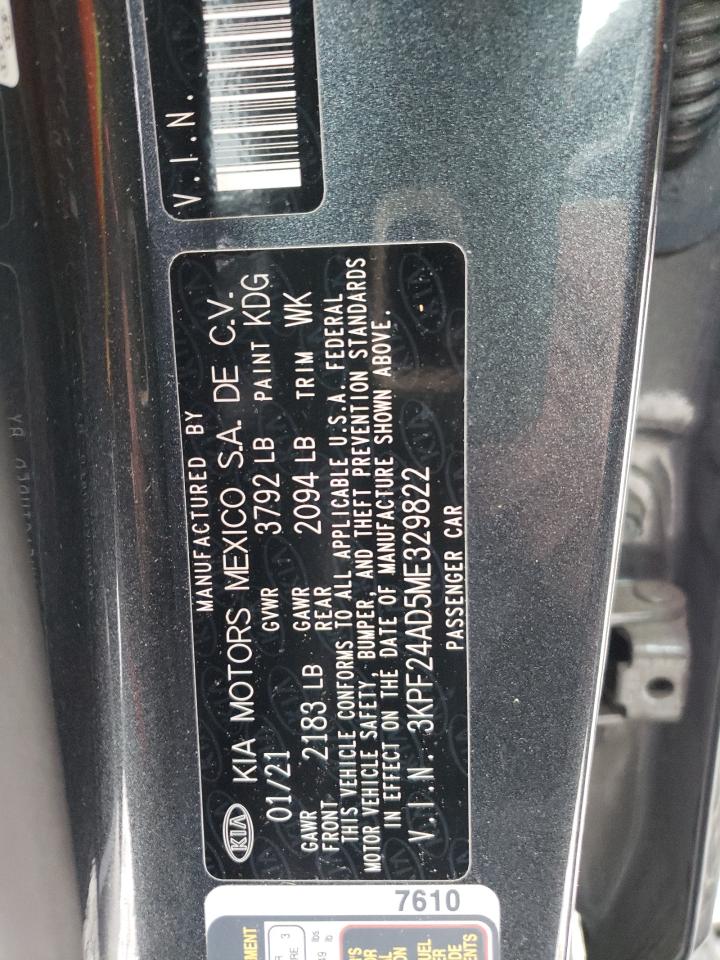 V.I.N.
MANUFACTURED BY
KIA KIA MOTORS MEXICO S.A. DE C.V.
01/21 GVWR 3792 LB PAINT KDG
GAWR FRONT 2183 LB GAWR REAR 2094 LB TRIM WK
THIS VEHICLE CONFORMS TO ALL APPLICABLE U.S.A. FEDERAL
MOTOR VEHICLE SAFETY, BUMPER, AND THEFT PREVENTION STANDARDS
IN EFFECT ON THE DATE OF MANUFACTURE SHOWN ABOVE.
V.I.N. 3KPF24AD5ME329822
PASSENGER CAR
7610